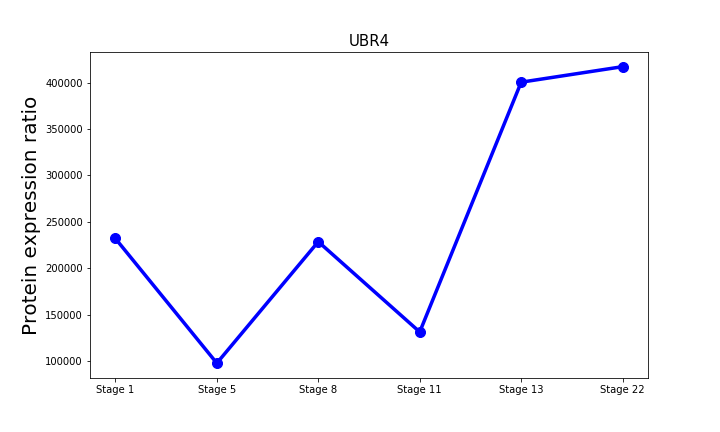 UBR4
Protein expression ratio
400000
350000
300000
250000
200000
150000
100000
Stage 1 Stage 5 Stage 8 Stage 11 Stage 13 Stage 22